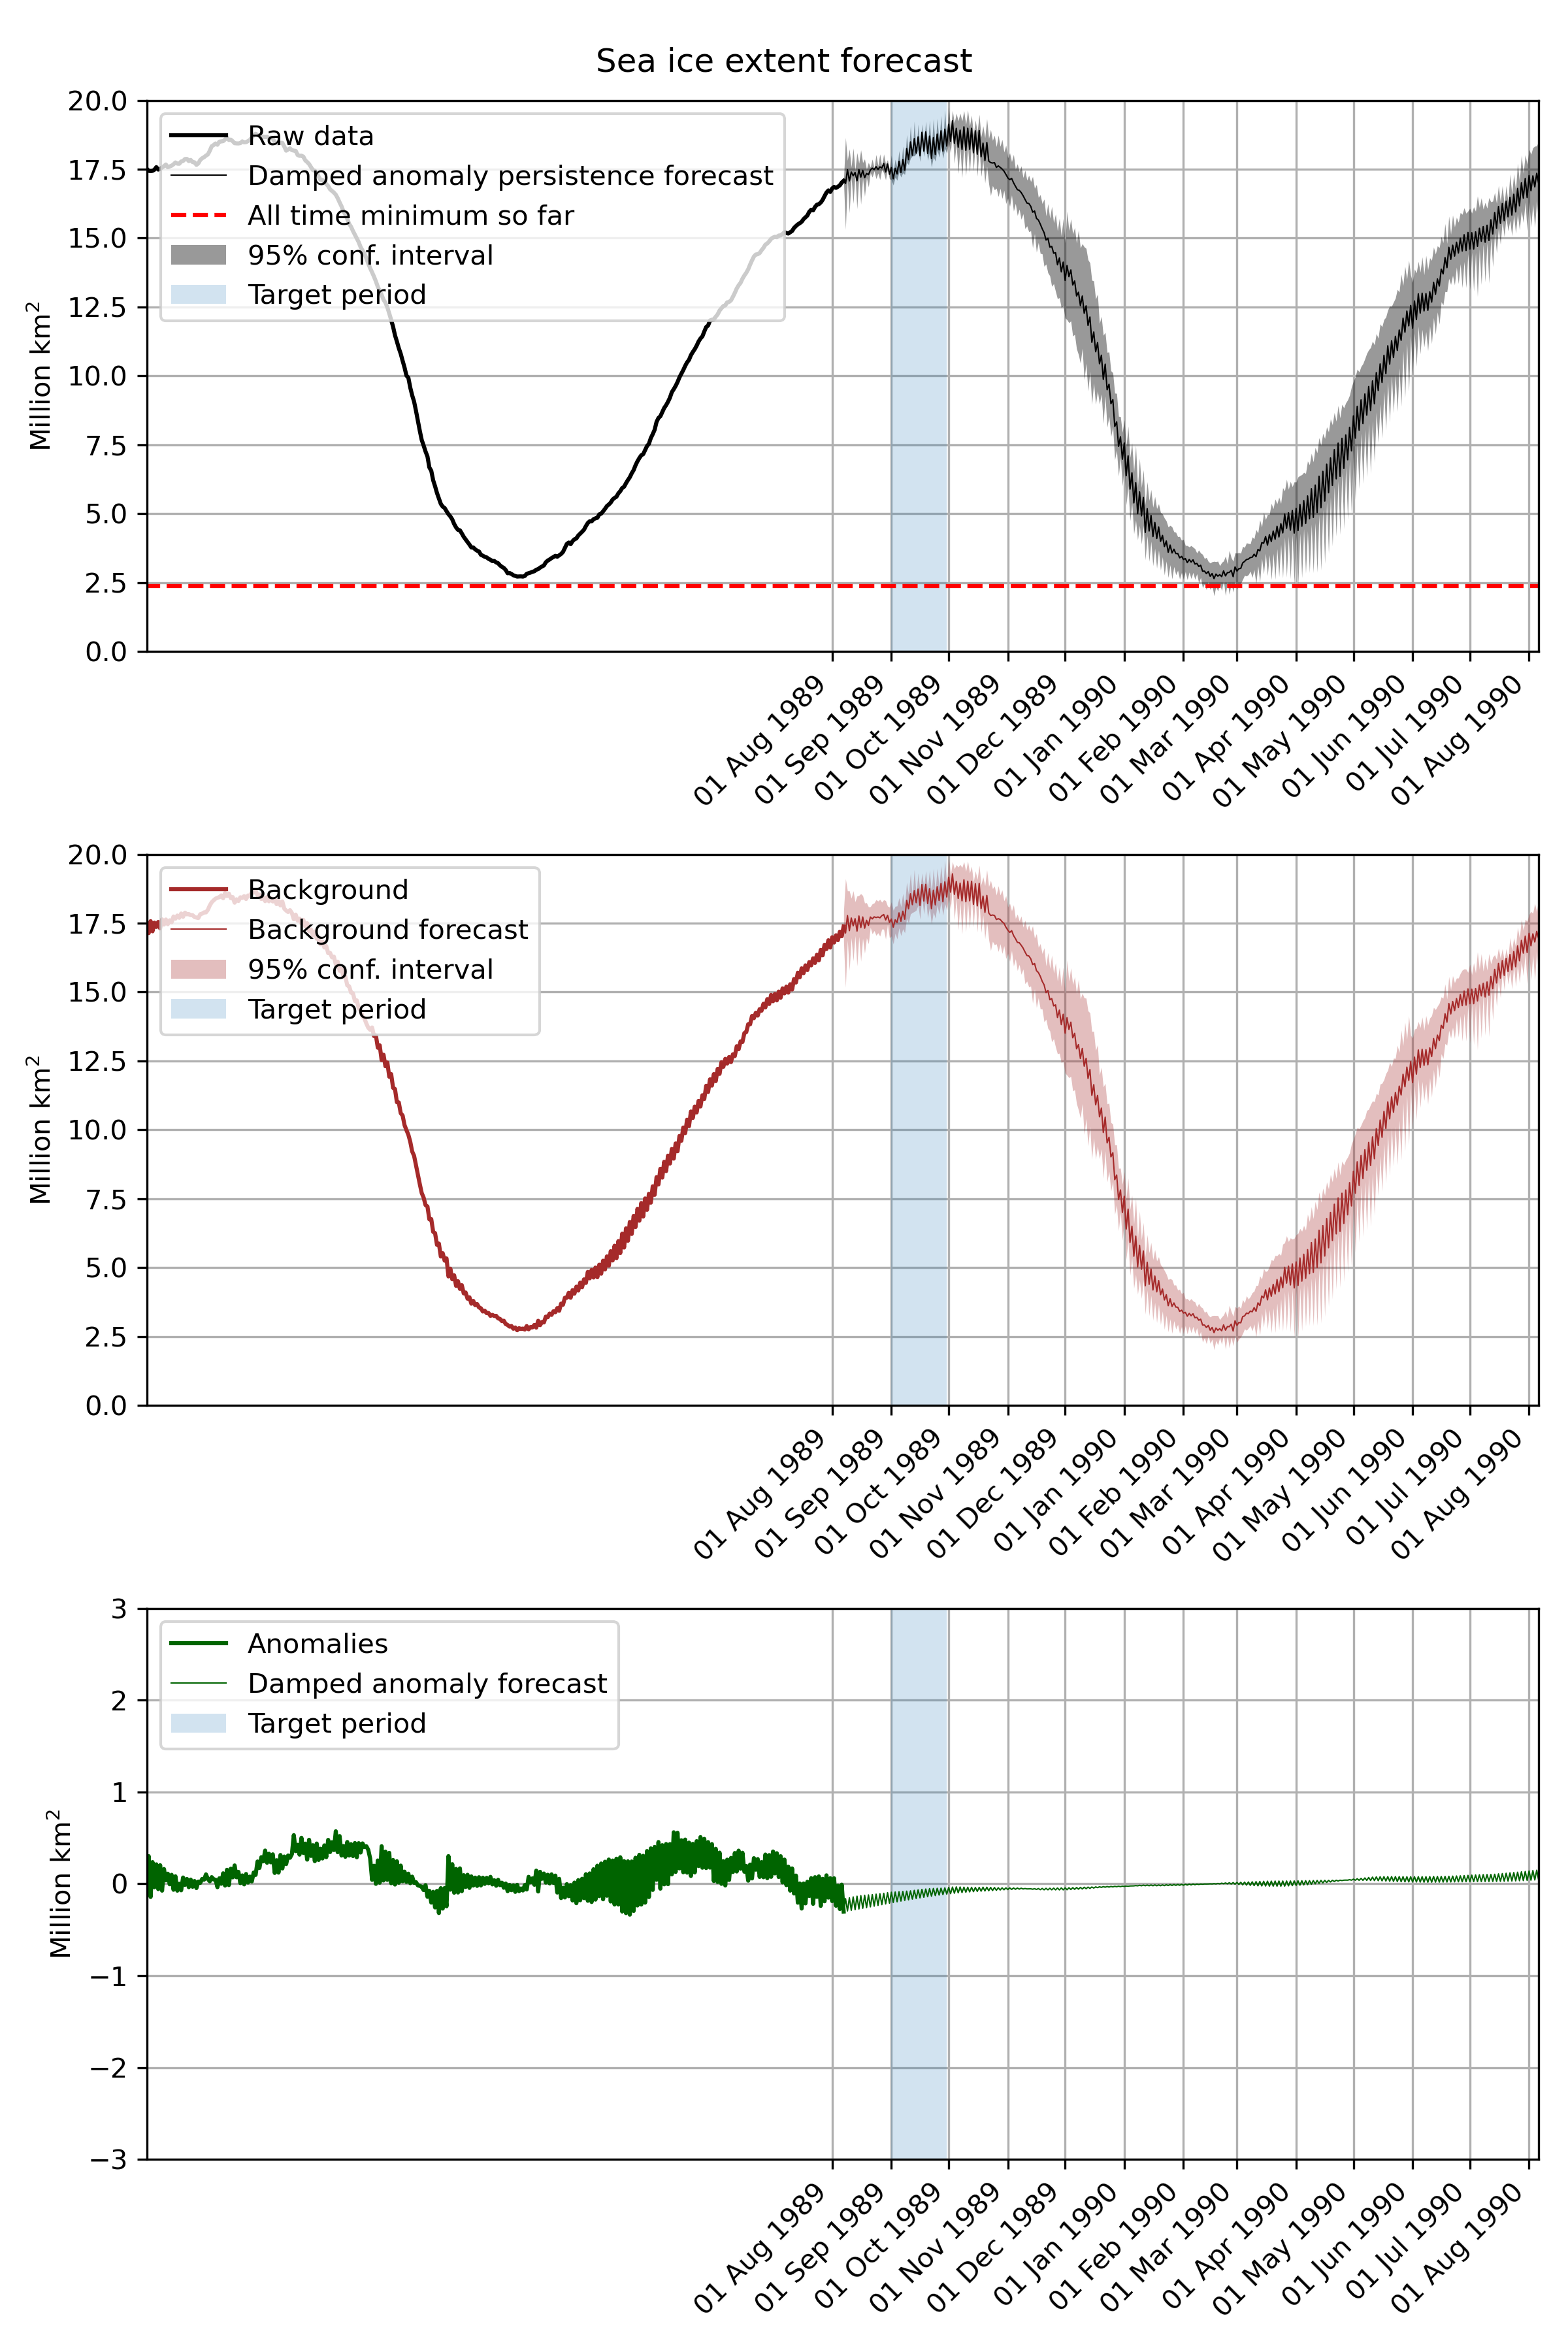 Sea ice extent forecast
20.0
17.5
15.0
12.5
10.0
7.5
5.0
2.5
0.0
Million km²
Raw data
Damped anomaly persistence forecast
All time minimum so far
95% conf. interval
Target period
01 Aug 1989
01 Sep 1989
01 Oct 1989
01 Nov 1989
01 Dec 1989
01 Jan 1990
01 Feb 1990
01 Mar 1990
01 Apr 1990
01 May 1990
01 Jun 1990
01 Jul 1990
01 Aug 1990
20.0
17.5
15.0
12.5
10.0
7.5
5.0
2.5
0.0
Million km²
Background
Background forecast
95% conf. interval
Target period
01 Aug 1989
01 Sep 1989
01 Oct 1989
01 Nov 1989
01 Dec 1989
01 Jan 1990
01 Feb 1990
01 Mar 1990
01 Apr 1990
01 May 1990
01 Jun 1990
01 Jul 1990
01 Aug 1990
3
2
1
0
−1
−2
−3
Million km²
Anomalies
Damped anomaly forecast
Target period
01 Aug 1989
01 Sep 1989
01 Oct 1989
01 Nov 1989
01 Dec 1989
01 Jan 1990
01 Feb 1990
01 Mar 1990
01 Apr 1990
01 May 1990
01 Jun 1990
01 Jul 1990
01 Aug 1990